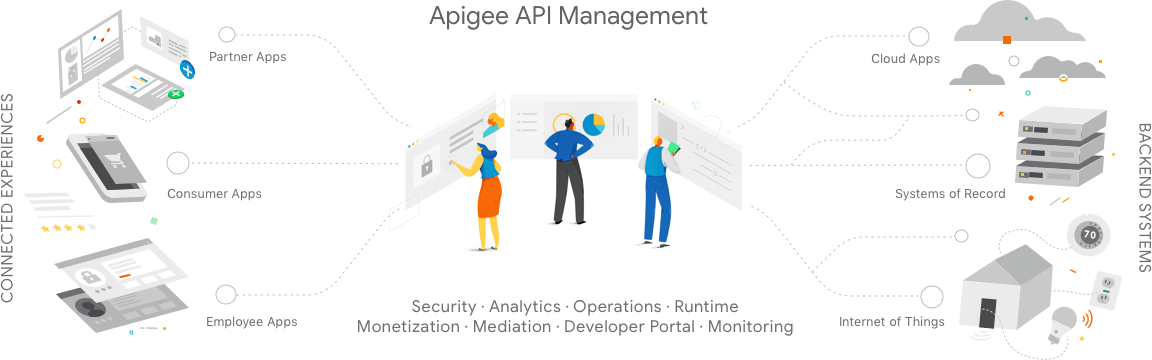 Apigee API Management
CONNECTED EXPERIENCES
Partner Apps
Consumer Apps
Employee Apps
Cloud Apps
Systems of Record
Internet of Things
70
BACKEND SYSTEMS
Security · Analytics · Operations · Runtime
Monetization · Mediation · Developer Portal · Monitoring